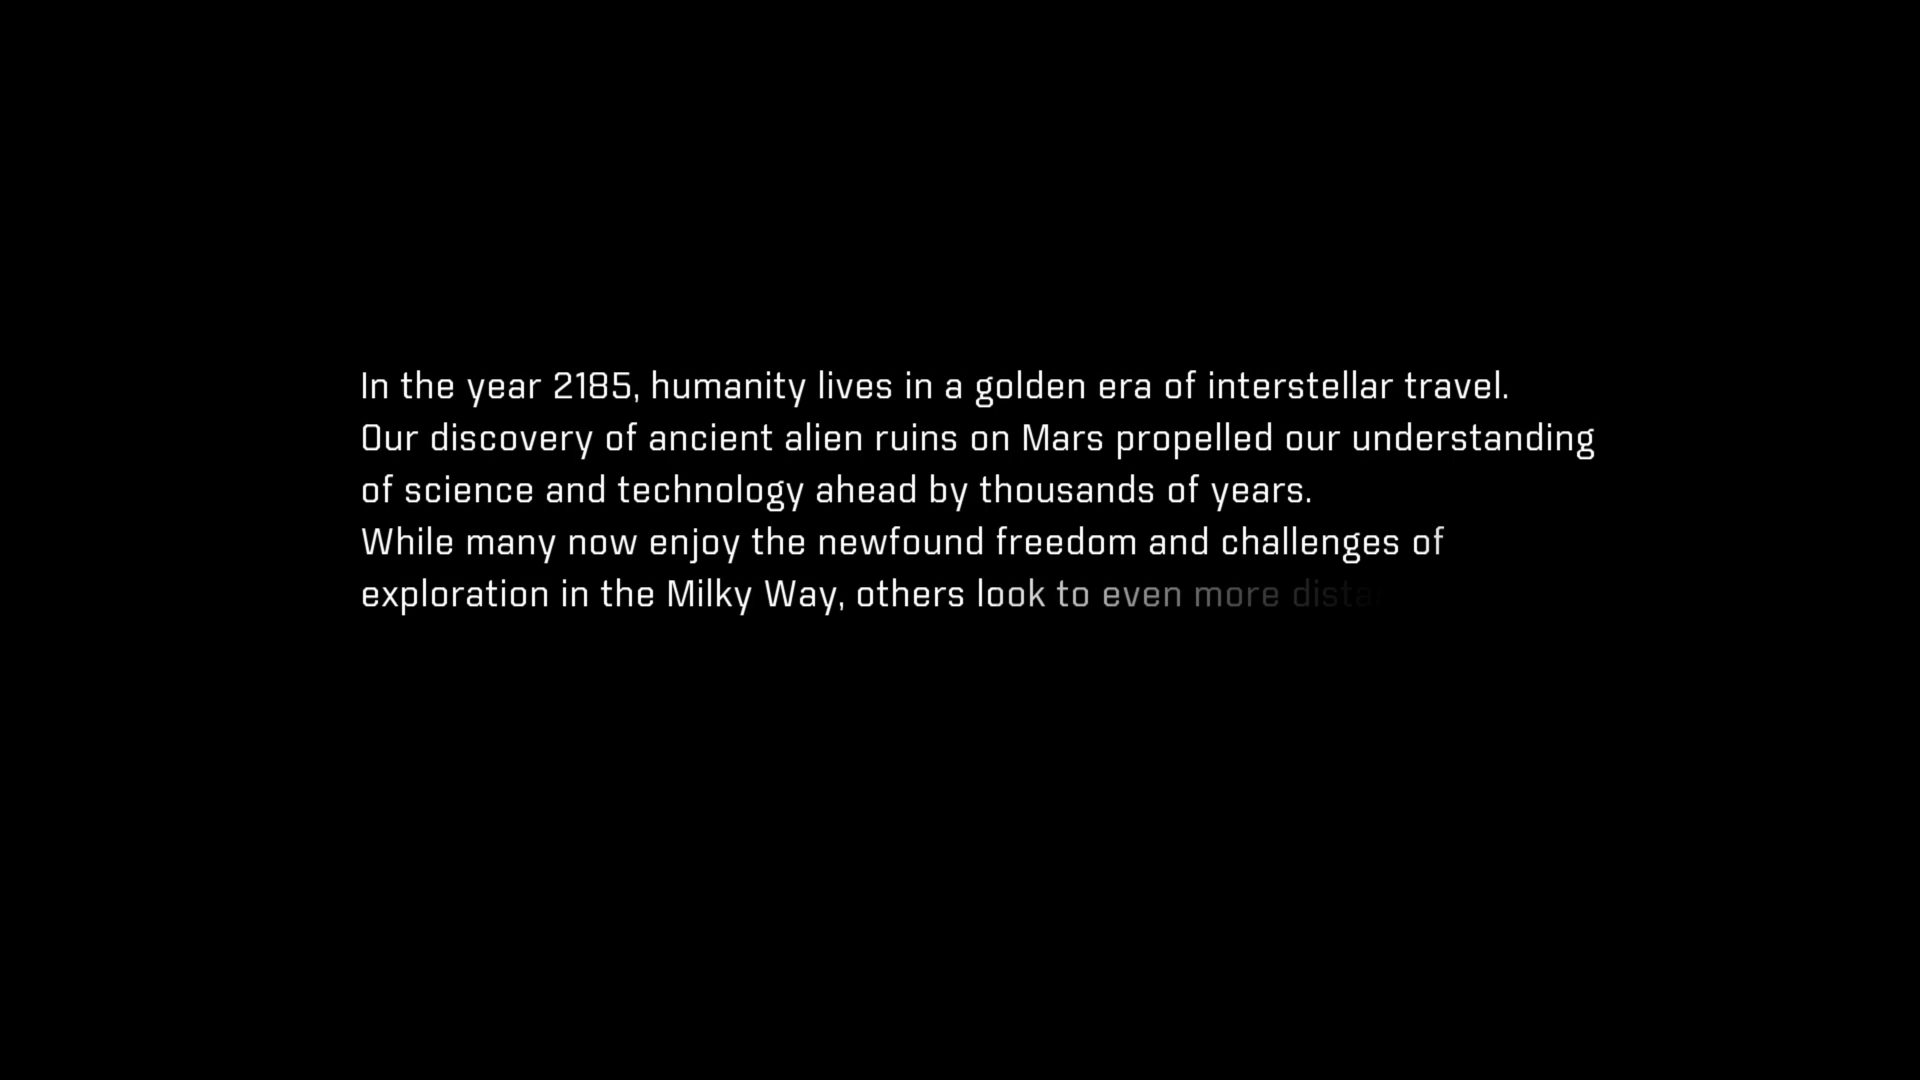 In the year 2185, humanity lives in a golden era of interstellar travel.
Our discovery of ancient alien ruins on Mars propelled our understanding
of science and technology ahead by thousands of years.
While many now enjoy the newfound freedom and challenges of
exploration in the Milky Way, others look to even more